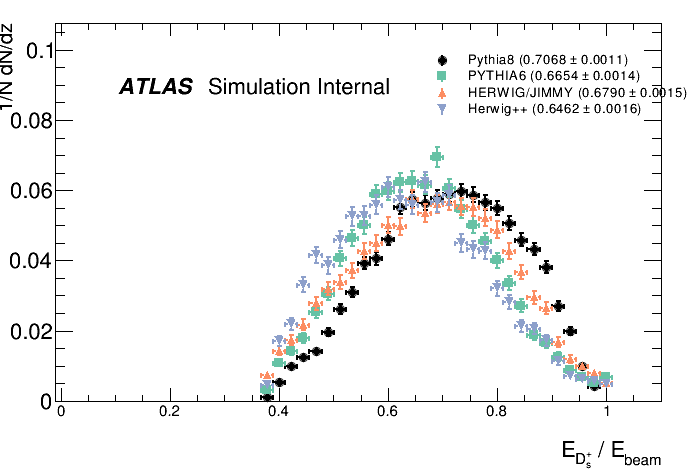 1/N dN/dz
0.1
0.08
0.06
0.04
0.02
0
ATLAS Simulation Internal
Pythia8 (0.7068 ± 0.0011)
PYTHIA6 (0.6654 ± 0.0014)
HERWIG/JIMMY (0.6790 ± 0.0015)
Herwig++ (0.6462 ± 0.0016)
0 0.2 0.4 0.6 0.8 1
E_{D_s^+} / E_{beam}